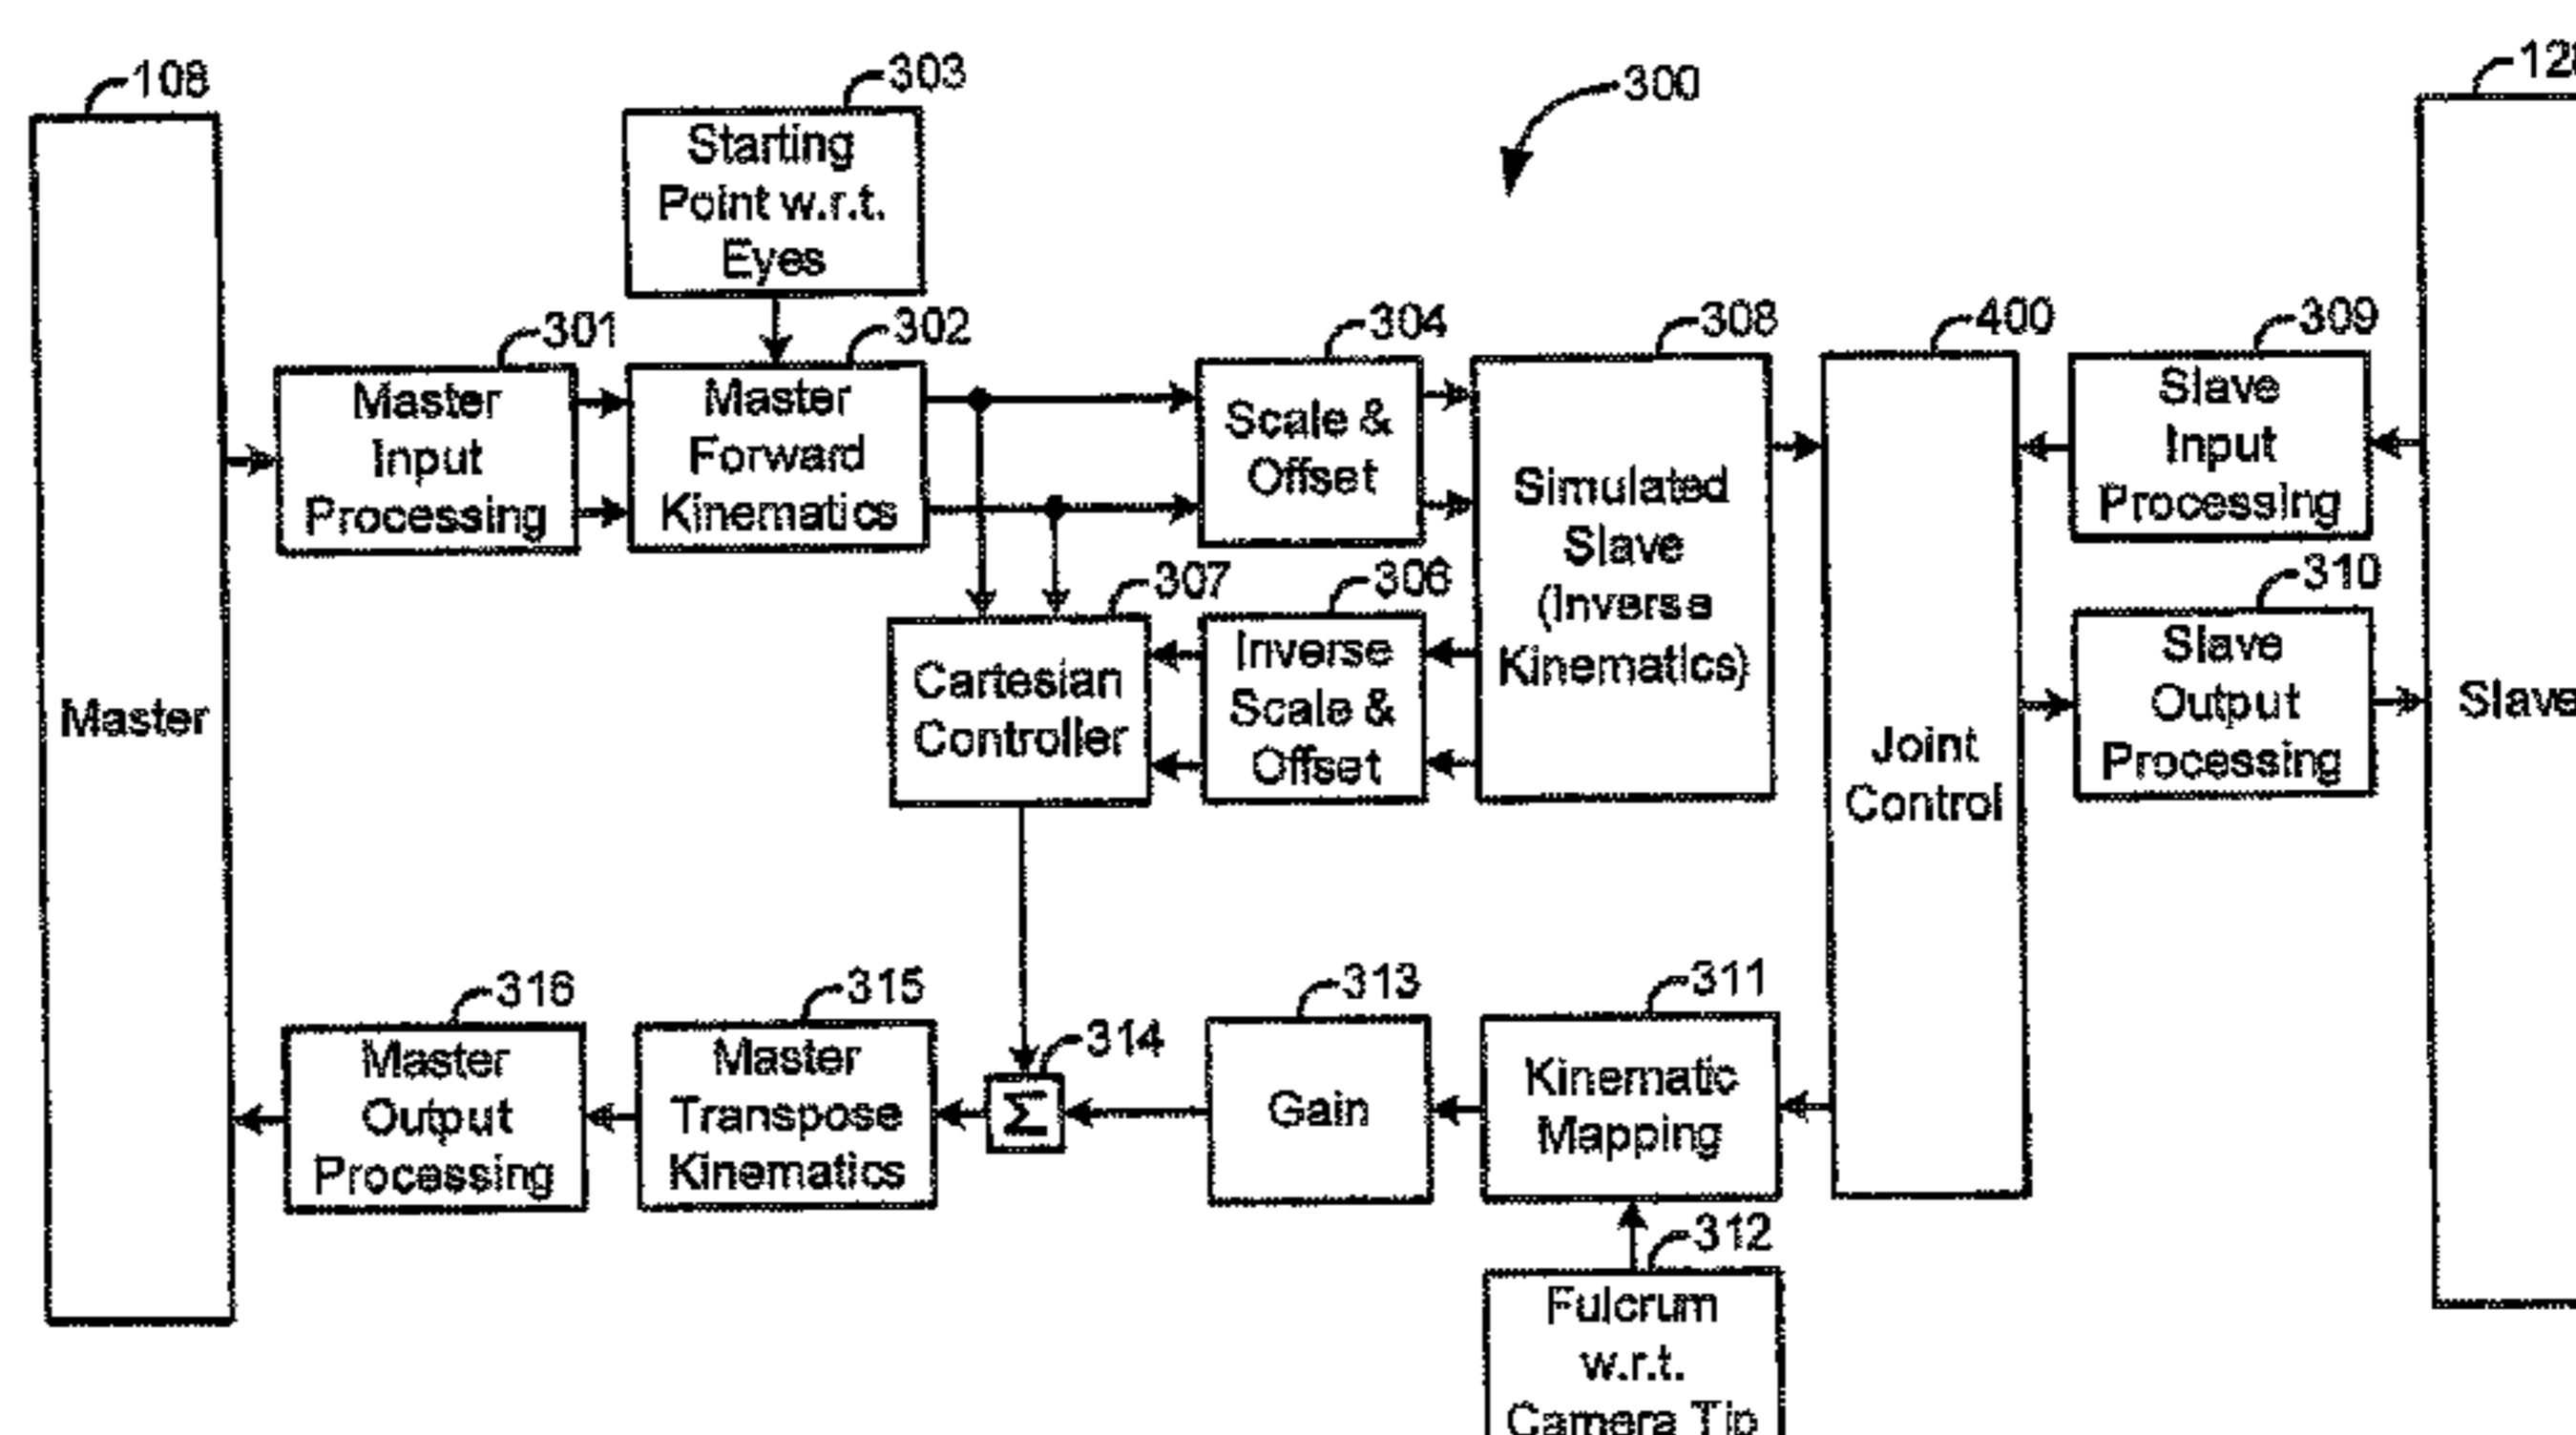 108
303
300
Starting
Point w.r.t.
Eyes
301
302
304
308
400
309
Master
Input
Processing
Master
Forward
Kinematics
Scale &
Offset
Simulated
Slave
(Inverse
Kinematics)
Slave
Input
Processing
307
306
310
Master
Cartesian
Controller
Inverse
Scale &
Offset
Joint
Control
Slave
Output
Processing
Slave
316
315
314
313
311
Master
Output
Processing
Master
Transpose
Kinematics
Σ
Gain
Kinematic
Mapping
312
Fulcrum
w.r.t.
Camera Tip